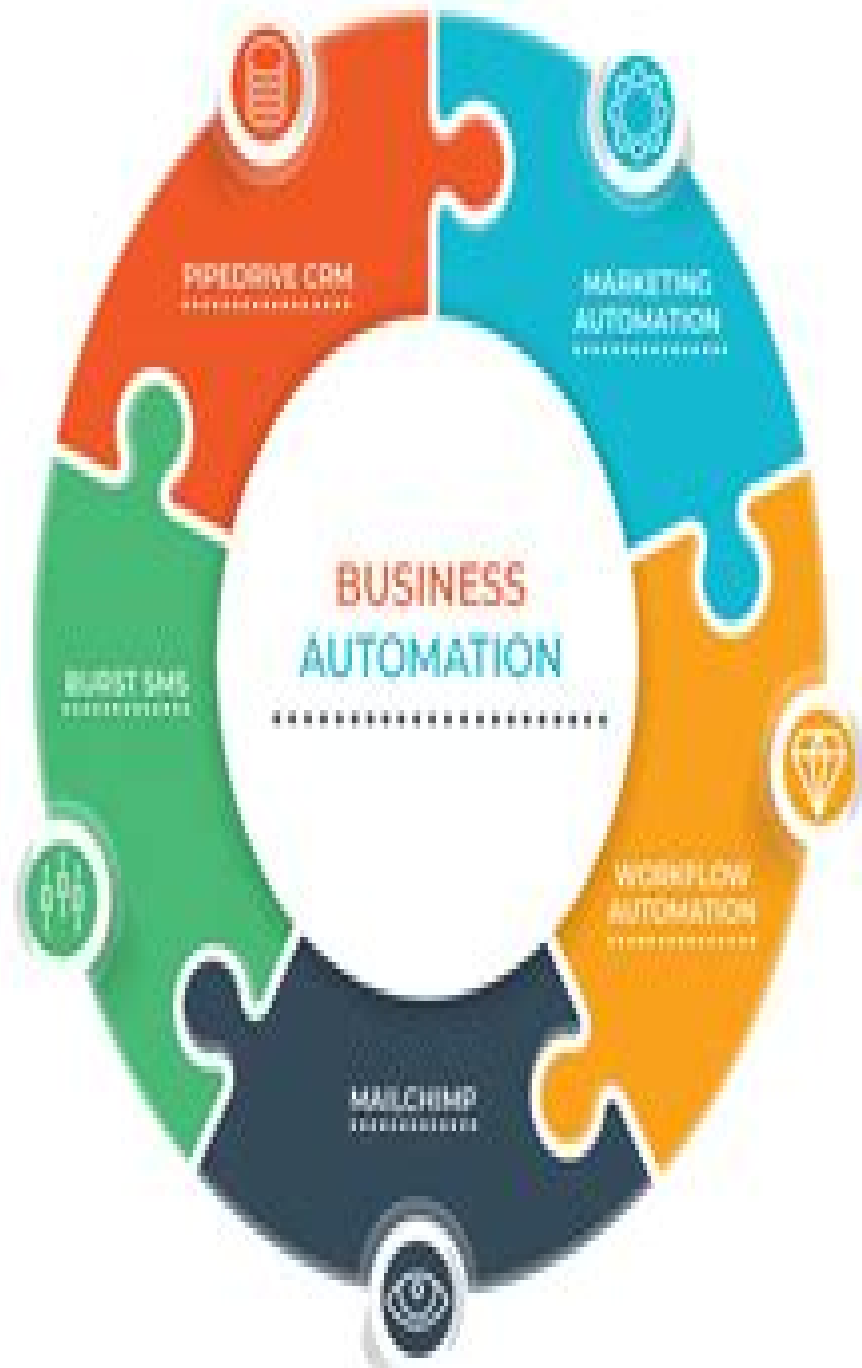 PIPEDRIVE CRM
MARKETING
AUTOMATION
BUSINESS
AUTOMATION
BURST SMS
WORKFLOW
AUTOMATION
MAILCHIMP